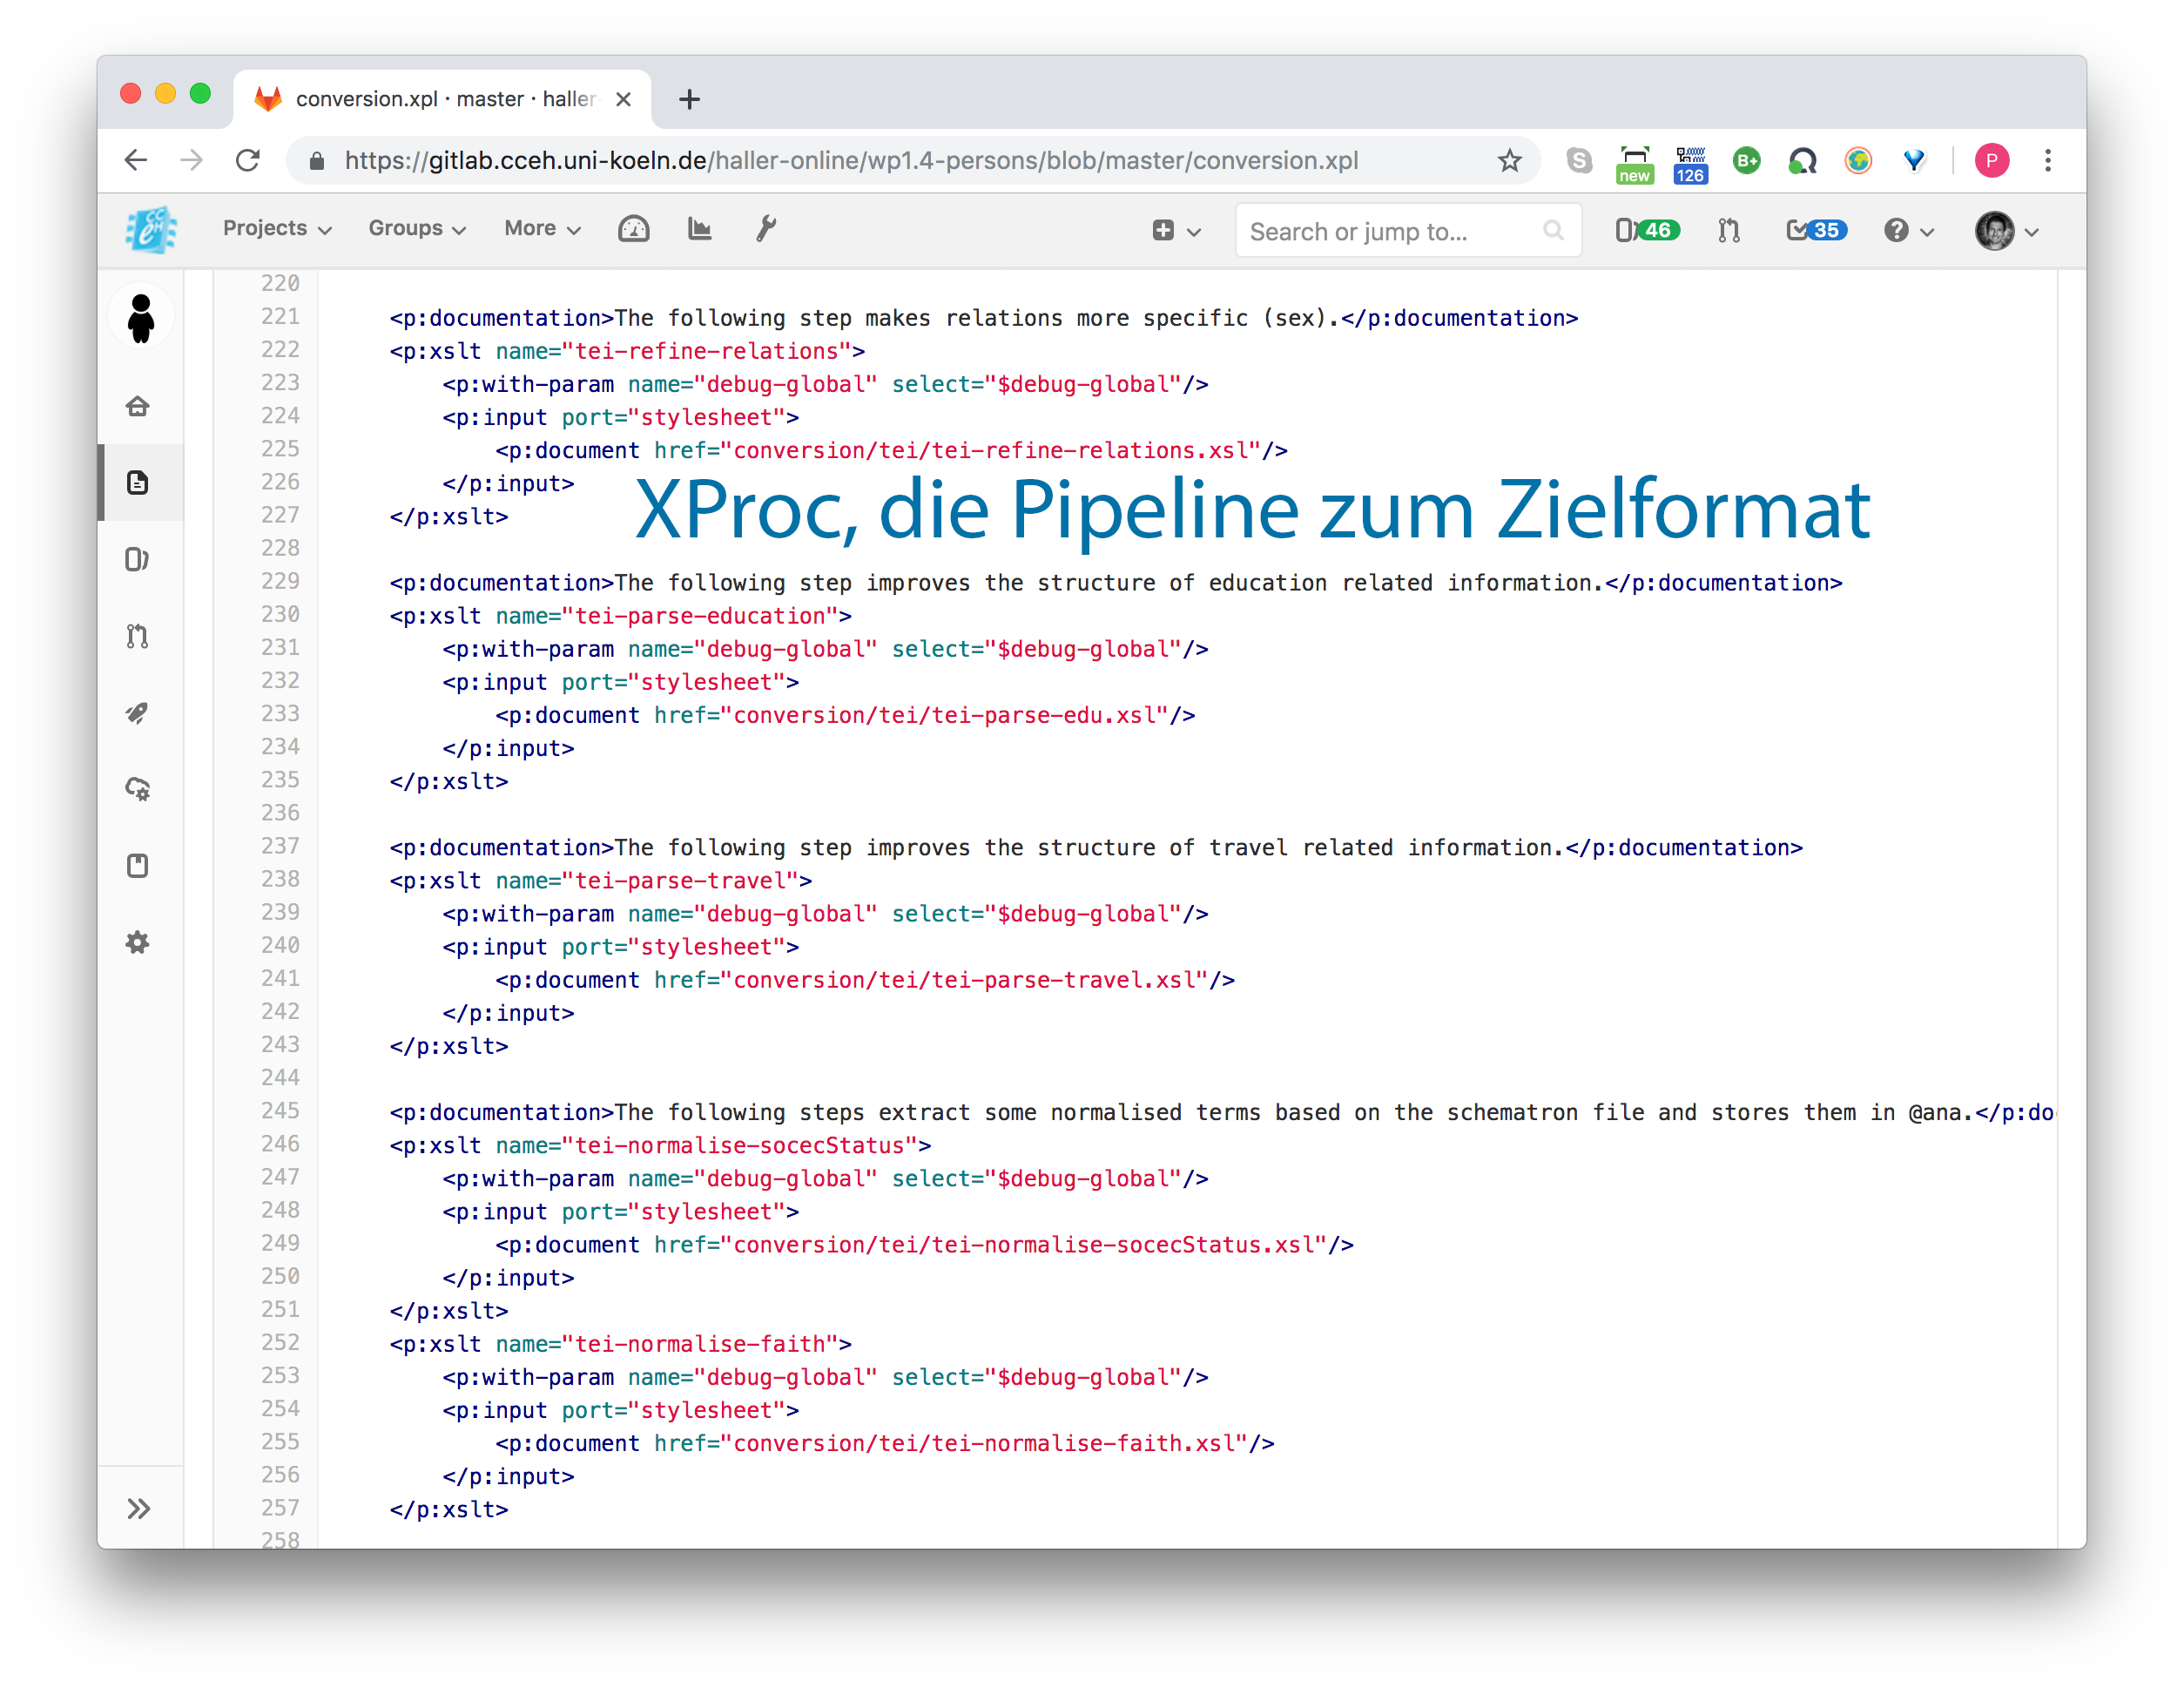 conversion.xpl · master · haller
https://gitlab.cceh.uni-koeln.de/haller-online/wp1.4-persons/blob/master/conversion.xpl
S
new
126
B+
P
CC
eH
Projects
Groups
More
Search or jump to...
46
35
220
221 <p:documentation>The following step makes relations more specific (sex).</p:documentation>
222 <p:xslt name="tei-refine-relations">
223 <p:with-param name="debug-global" select="$debug-global"/>
224 <p:input port="stylesheet">
225 <p:document href="conversion/tei/tei-refine-relations.xsl"/>
226 </p:input>
XProc, die Pipeline zum Zielformat
227 </p:xslt>
228
229 <p:documentation>The following step improves the structure of education related information.</p:documentation>
230 <p:xslt name="tei-parse-education">
231 <p:with-param name="debug-global" select="$debug-global"/>
232 <p:input port="stylesheet">
233 <p:document href="conversion/tei/tei-parse-edu.xsl"/>
234 </p:input>
235 </p:xslt>
236
237 <p:documentation>The following step improves the structure of travel related information.</p:documentation>
238 <p:xslt name="tei-parse-travel">
239 <p:with-param name="debug-global" select="$debug-global"/>
240 <p:input port="stylesheet">
241 <p:document href="conversion/tei/tei-parse-travel.xsl"/>
242 </p:input>
243 </p:xslt>
244
245 <p:documentation>The following steps extract some normalised terms based on the schematron file and stores them in @ana.</p:do
246 <p:xslt name="tei-normalise-socecStatus">
247 <p:with-param name="debug-global" select="$debug-global"/>
248 <p:input port="stylesheet">
249 <p:document href="conversion/tei/tei-normalise-socecStatus.xsl"/>
250 </p:input>
251 </p:xslt>
252 <p:xslt name="tei-normalise-faith">
253 <p:with-param name="debug-global" select="$debug-global"/>
254 <p:input port="stylesheet">
255 <p:document href="conversion/tei/tei-normalise-faith.xsl"/>
256 </p:input>
257 </p:xslt>
258